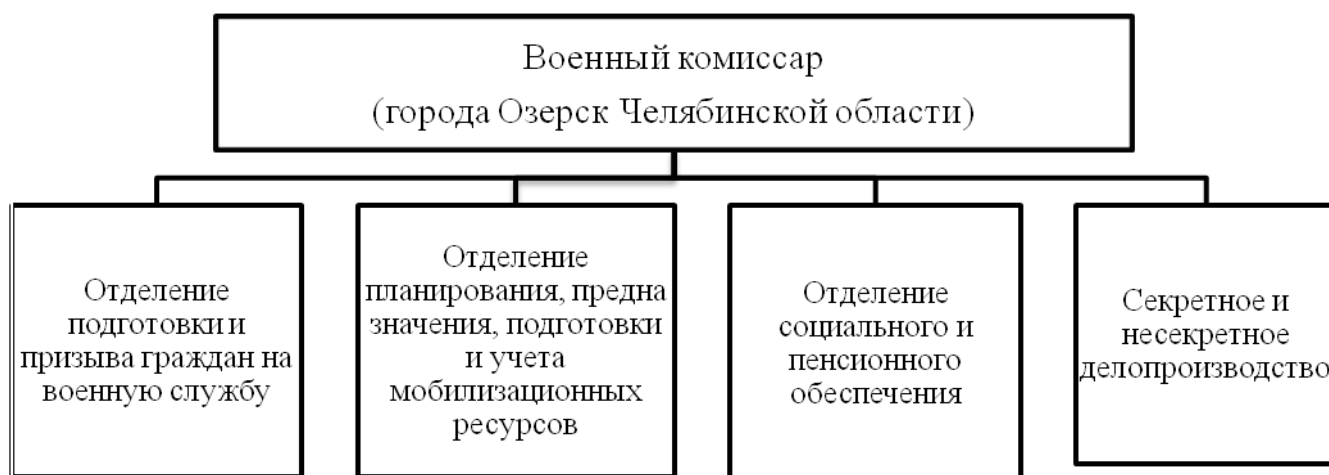 Военный комиссар
(города Озерск Челябинской области)
Отделение
подготовки и
призыва граждан на
военную службу
Отделение
планирования, предна
значения, подготовки
и учета
мобилизационных
ресурсов
Отделение
социального и
пенсионного
обеспечения
Секретное и
несекретное
делопроизводство